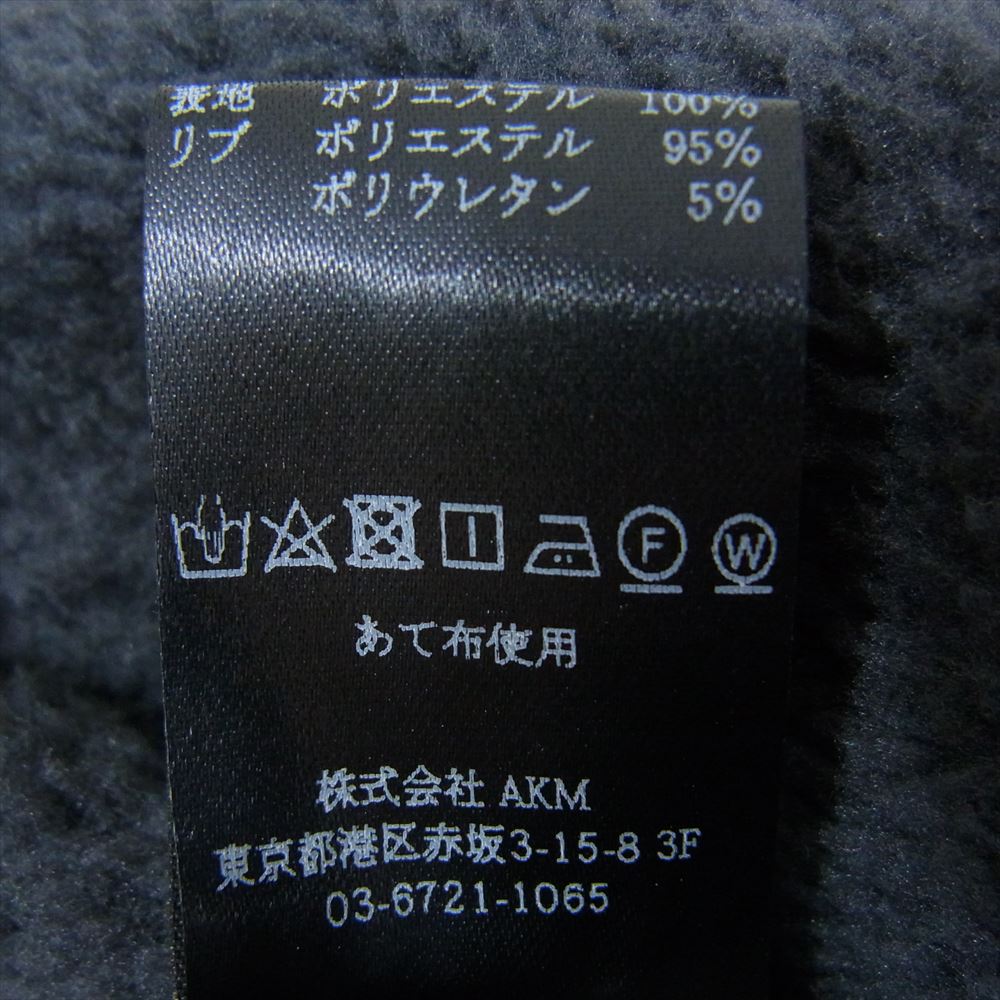 表地 ポリエステル 100%
リブ ポリエステル 95%
ポリウレタン 5%
F W
あて布使用
株式会社 AKM
東京都港区赤坂3-15-8 3F
03-6721-1065